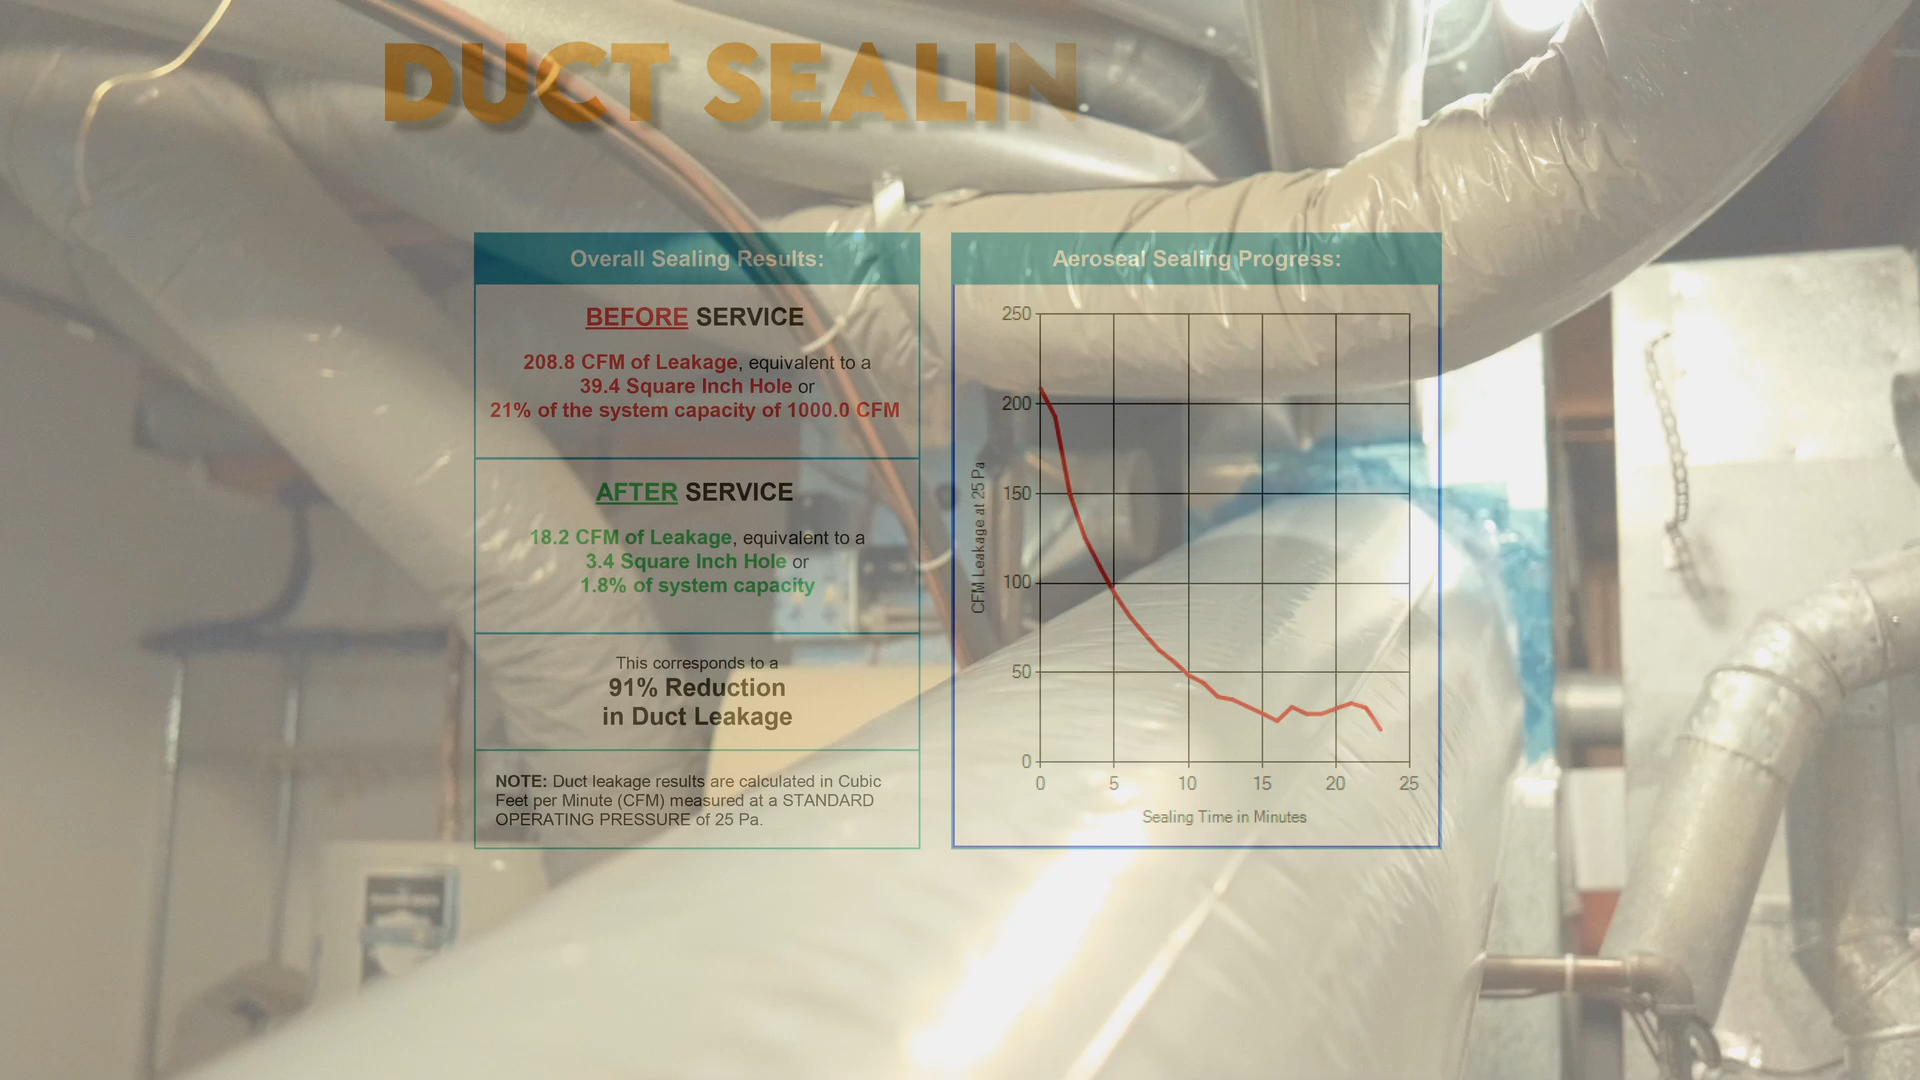 DUCT SEALIN
Overall Sealing Results:
BEFORE SERVICE
208.8 CFM of Leakage, equivalent to a
39.4 Square Inch Hole or
21% of the system capacity of 1000.0 CFM
AFTER SERVICE
18.2 CFM of Leakage, equivalent to a
3.4 Square Inch Hole or
1.8% of system capacity
This corresponds to a
91% Reduction
in Duct Leakage
NOTE: Duct leakage results are calculated in Cubic
Feet per Minute (CFM) measured at a STANDARD
OPERATING PRESSURE of 25 Pa.
Aeroseal Sealing Progress:
CFM Leakage at 25 Pa
250
200
150
100
50
0
0 5 10 15 20 25
Sealing Time in Minutes